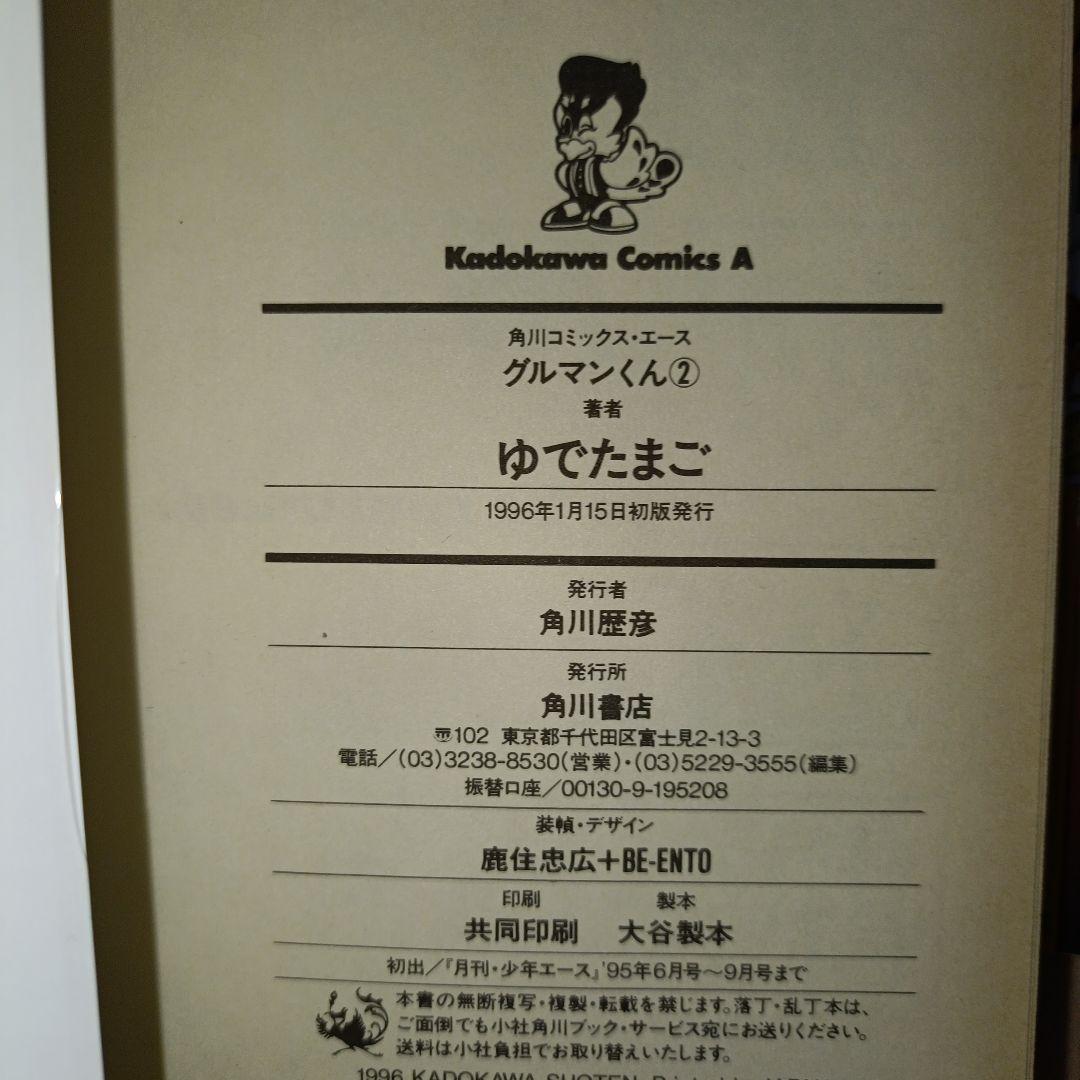 Kadokawa Comics A
角川コミックス・エース
グルマンくん②
著者
ゆでたまご
1996年1月15日初版発行
発行者
角川歴彦
発行所
角川書店
〠102 東京都千代田区富士見2-13-3
電話／(03)3238-8530(営業)・(03)5229-3555(編集)
振替口座／00130-9-195208
装幀・デザイン
鹿住忠広＋BE-ENTO
印刷 製本
共同印刷 大谷製本
初出／『月刊・少年エース』'95年6月号～9月号まで
本書の無断複写・複製・転載を禁じます。落丁・乱丁本は、
ご面倒でも小社角川ブック・サービス宛にお送りください。
送料は小社負担でお取り替えいたします。
1996 KADOKAWA SHOTEN